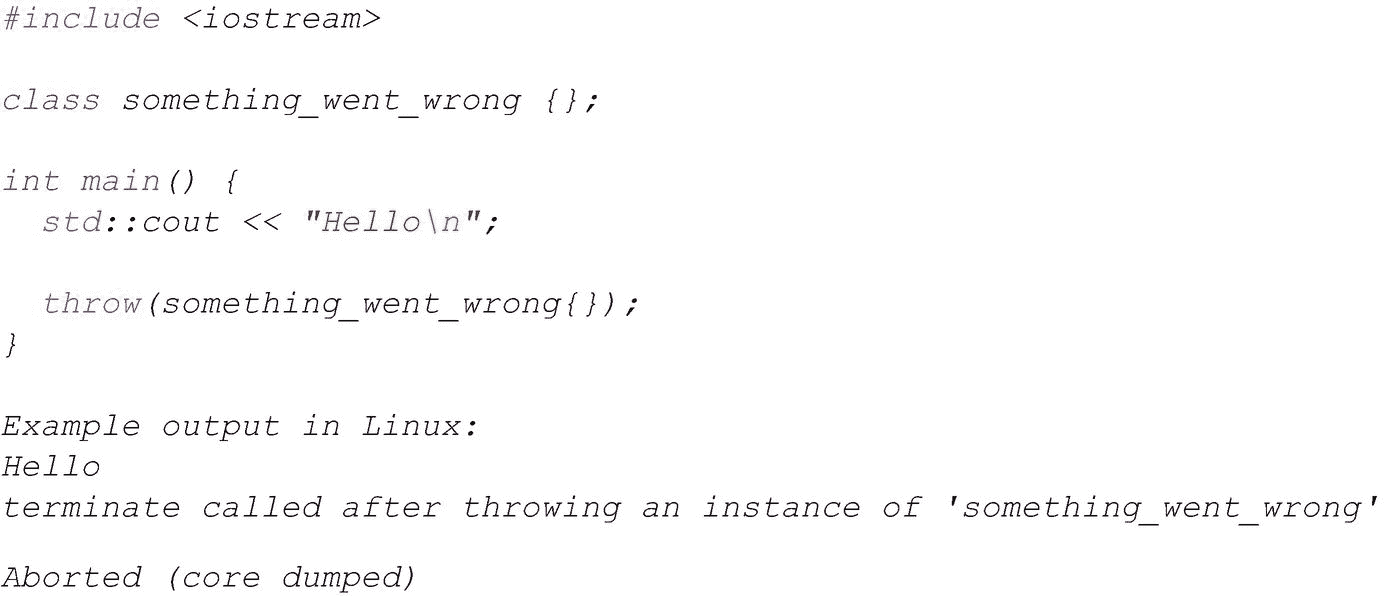 #include <iostream>
class something_went_wrong {};
int main() {
  std::cout << "Hello\n";
  throw(something_went_wrong{});
}
Example output in Linux:
Hello
terminate called after throwing an instance of 'something_went_wrong'
Aborted (core dumped)